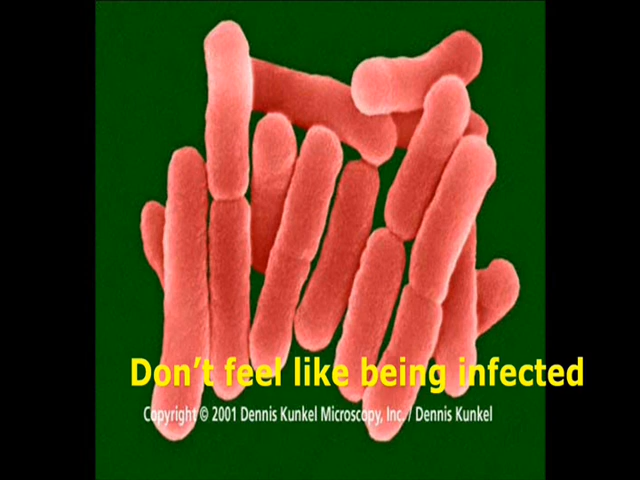 Don't feel like being infected
Copyright © 2001 Dennis Kunkel Microscopy, Inc. / Dennis Kunkel